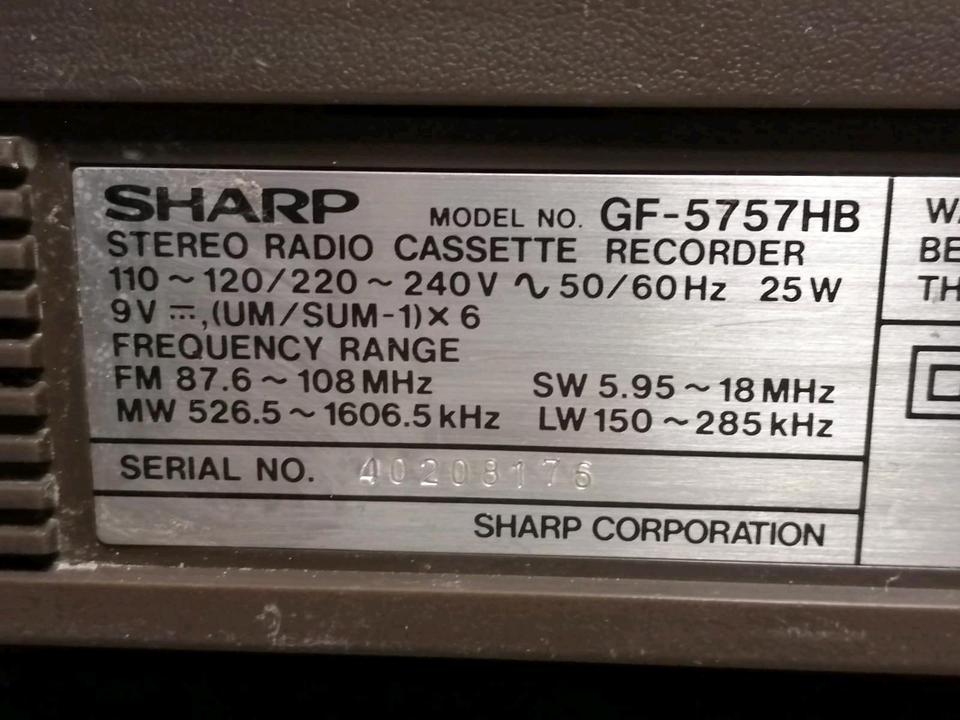 SHARP MODEL NO. GF-5757HB
STEREO RADIO CASSETTE RECORDER
110 ~ 120/220 ~ 240V ∿ 50/60Hz 25W
9V ⎓,(UM/SUM-1)× 6
FREQUENCY RANGE
FM 87.6 ~ 108MHz SW 5.95 ~ 18MHz
MW 526.5 ~ 1606.5kHz LW 150 ~ 285kHz
SERIAL NO. 40208176
SHARP CORPORATION